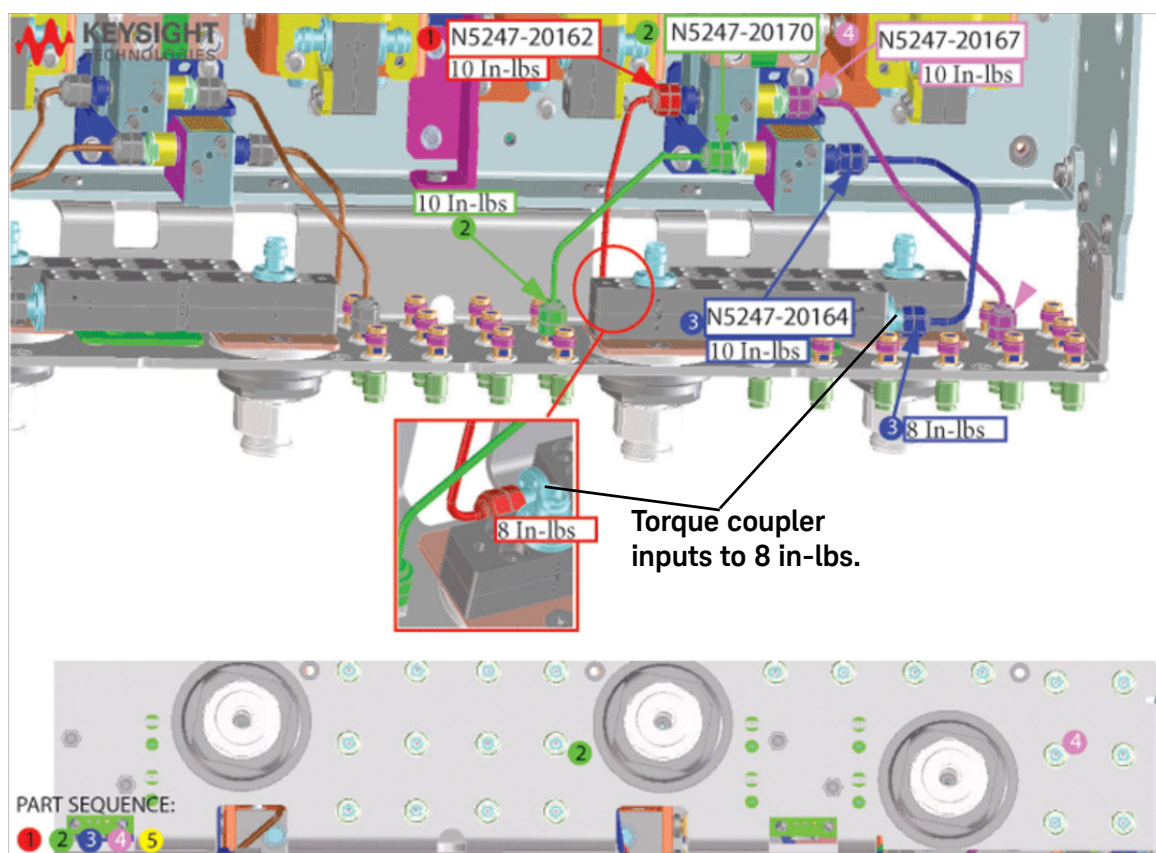 KEYSIGHT
TECHNOLOGIES
1 N5247-20162
10 In-lbs
2 N5247-20170
4 N5247-20167
10 In-lbs
10 In-lbs
2
3 N5247-20164
10 In-lbs
3 8 In-lbs
8 In-lbs
Torque coupler
inputs to 8 in-lbs.
2
4
PART SEQUENCE:
1 2 3 4 5